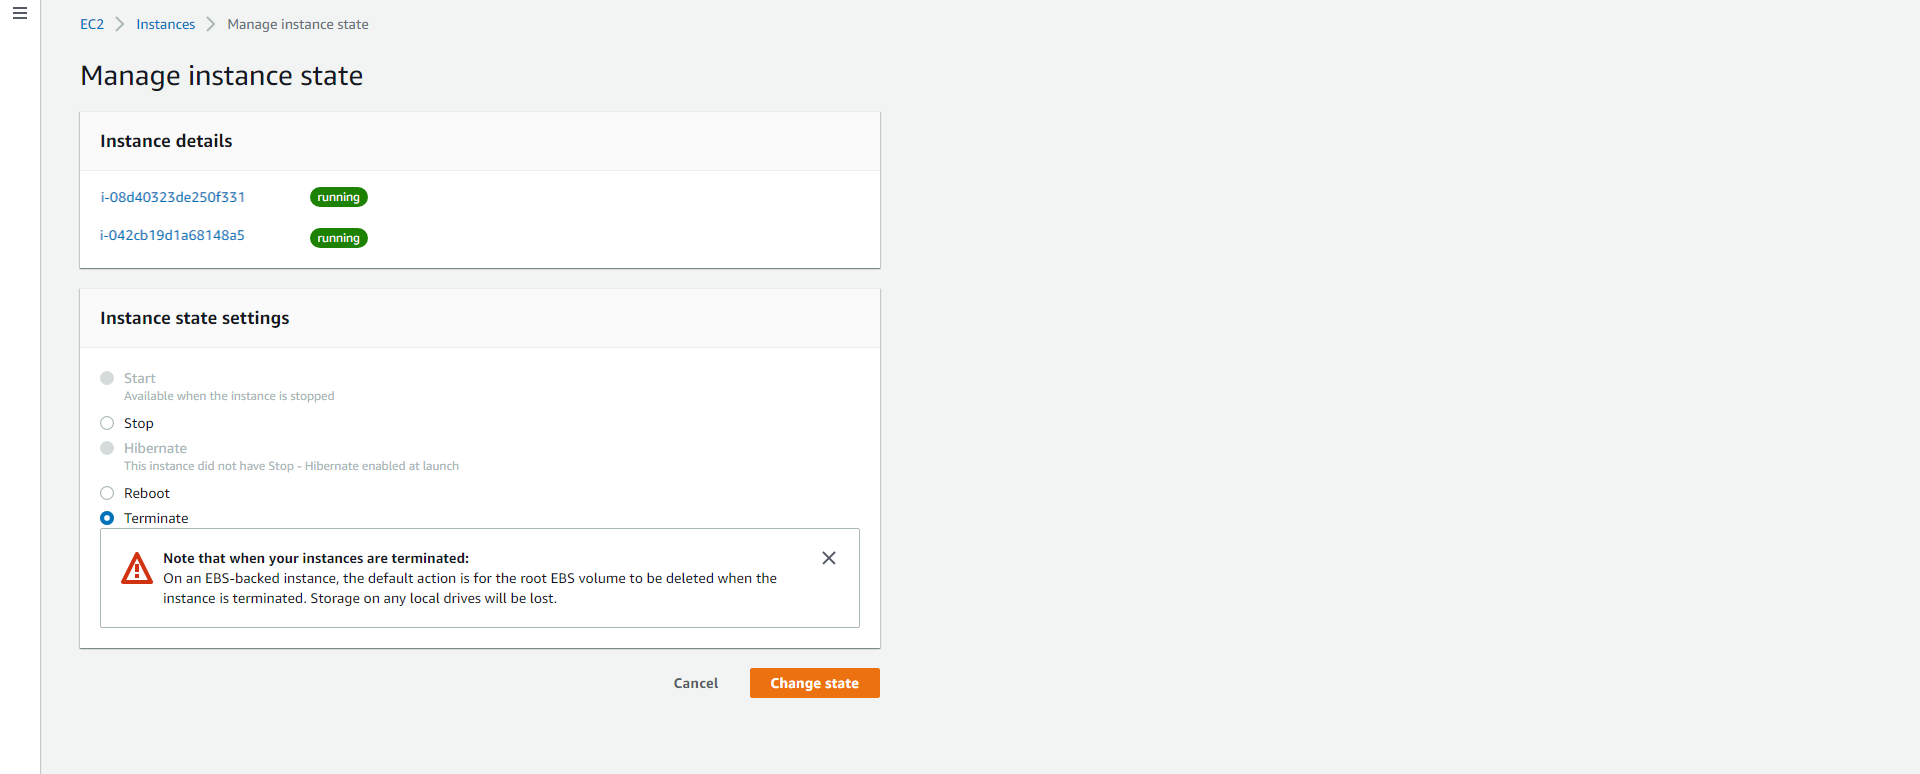 EC2 Instances Manage instance state
Manage instance state
Instance details
i-08d40323de250f331 running
i-042cb19d1a68148a5 running
Instance state settings
Start
Available when the instance is stopped
Stop
Hibernate
This instance did not have Stop - Hibernate enabled at launch
Reboot
Terminate
Note that when your instances are terminated:
On an EBS-backed instance, the default action is for the root EBS volume to be deleted when the
instance is terminated. Storage on any local drives will be lost.
Cancel Change state